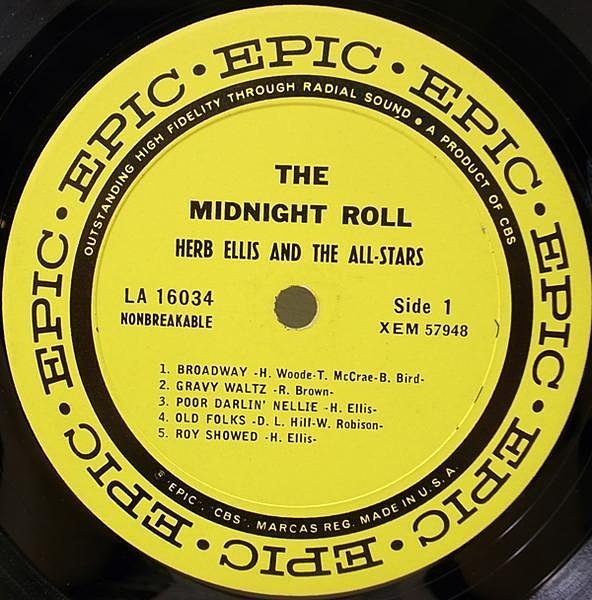 EPIC • EPIC • EPIC • EPIC • EPIC • EPIC • EPIC • EPIC •
OUTSTANDING HIGH FIDELITY THROUGH RADIAL SOUND • A PRODUCT OF CBS
THE
MIDNIGHT ROLL
HERB ELLIS AND THE ALL-STARS
LA 16034
NONBREAKABLE
Side 1
XEM 57948
1. BROADWAY -H. Woode-T. McCrae-B. Bird-
2. GRAVY WALTZ -R. Brown-
3. POOR DARLIN' NELLIE -H. Ellis-
4. OLD FOLKS -D. L. Hill-W. Robison-
5. ROY SHOWED -H. Ellis-
"EPIC", "CBS", MARCAS REG. MADE IN U.S.A.